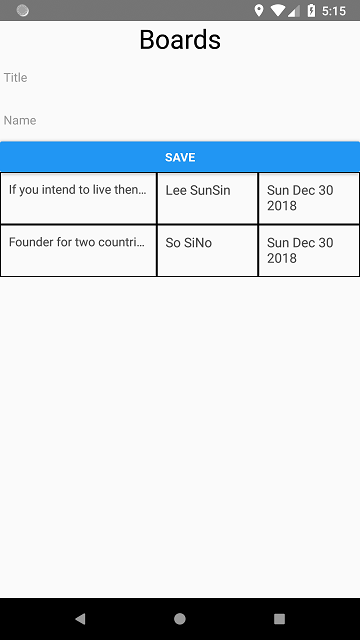 5:15
Boards
Title
Name
SAVE
If you intend to live then… Lee SunSin Sun Dec 30
2018
Founder for two countri… So SiNo Sun Dec 30
2018